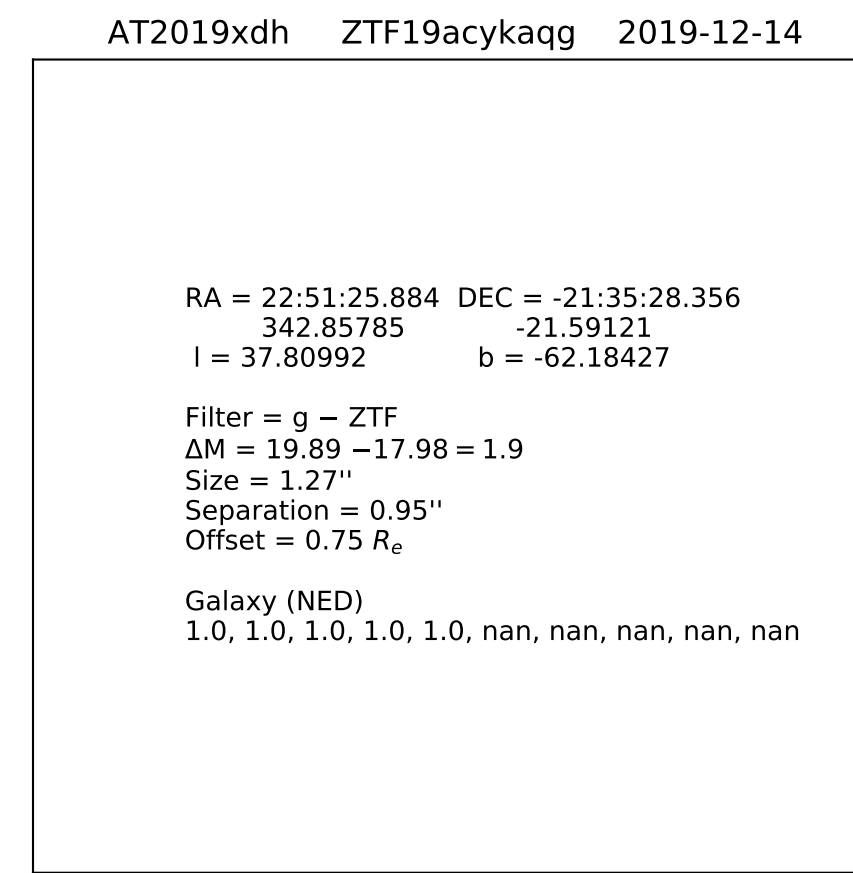 AT2019xdh ZTF19acykaqg 2019-12-14
RA = 22:51:25.884 DEC = -21:35:28.356
342.85785 -21.59121
l = 37.80992 b = -62.18427
Filter = g − ZTF
ΔM = 19.89 −17.98 = 1.9
Size = 1.27''
Separation = 0.95''
Offset = 0.75 Re
Galaxy (NED)
1.0, 1.0, 1.0, 1.0, 1.0, nan, nan, nan, nan, nan